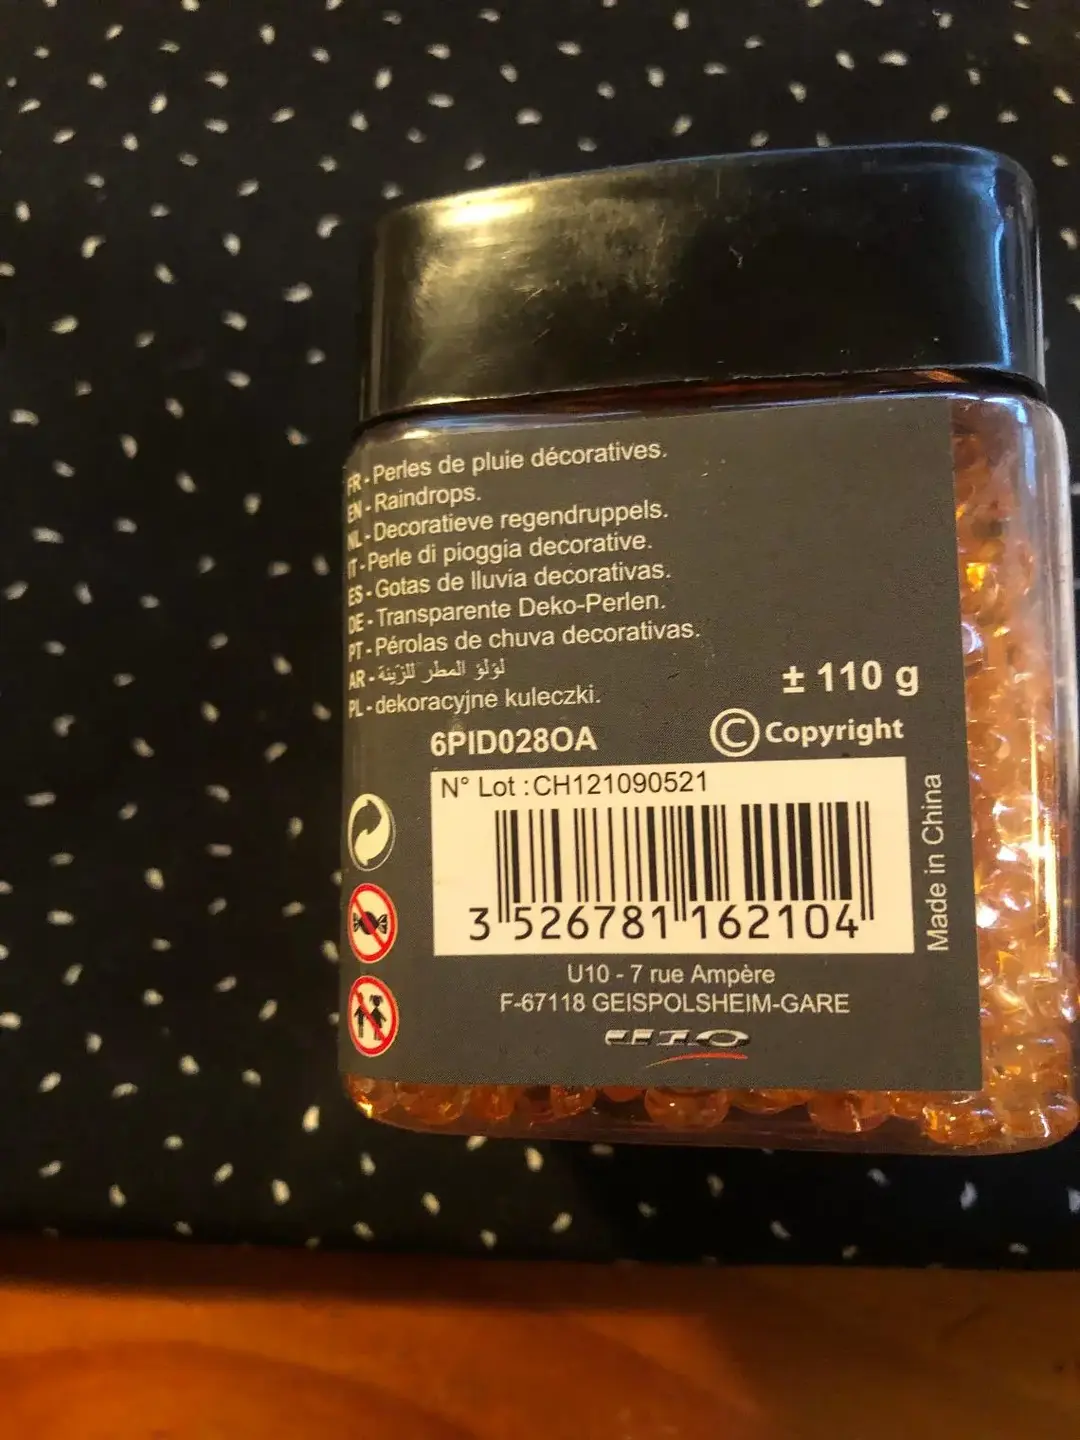 FR - Perles de pluie décoratives.
EN - Raindrops.
NL - Decoratieve regendruppels.
IT - Perle di pioggia decorative.
ES - Gotas de lluvia decorativas.
DE - Transparente Deko-Perlen.
PT - Pérolas de chuva decorativas.
AR - لؤلؤ المطر للزينة
PL - dekoracyjne kuleczki.
± 110 g
6PID028OA
© Copyright
N° Lot : CH121090521
3 526781 162104
Made in China
U10 - 7 rue Ampère
F-67118 GEISPOLSHEIM-GARE
U10